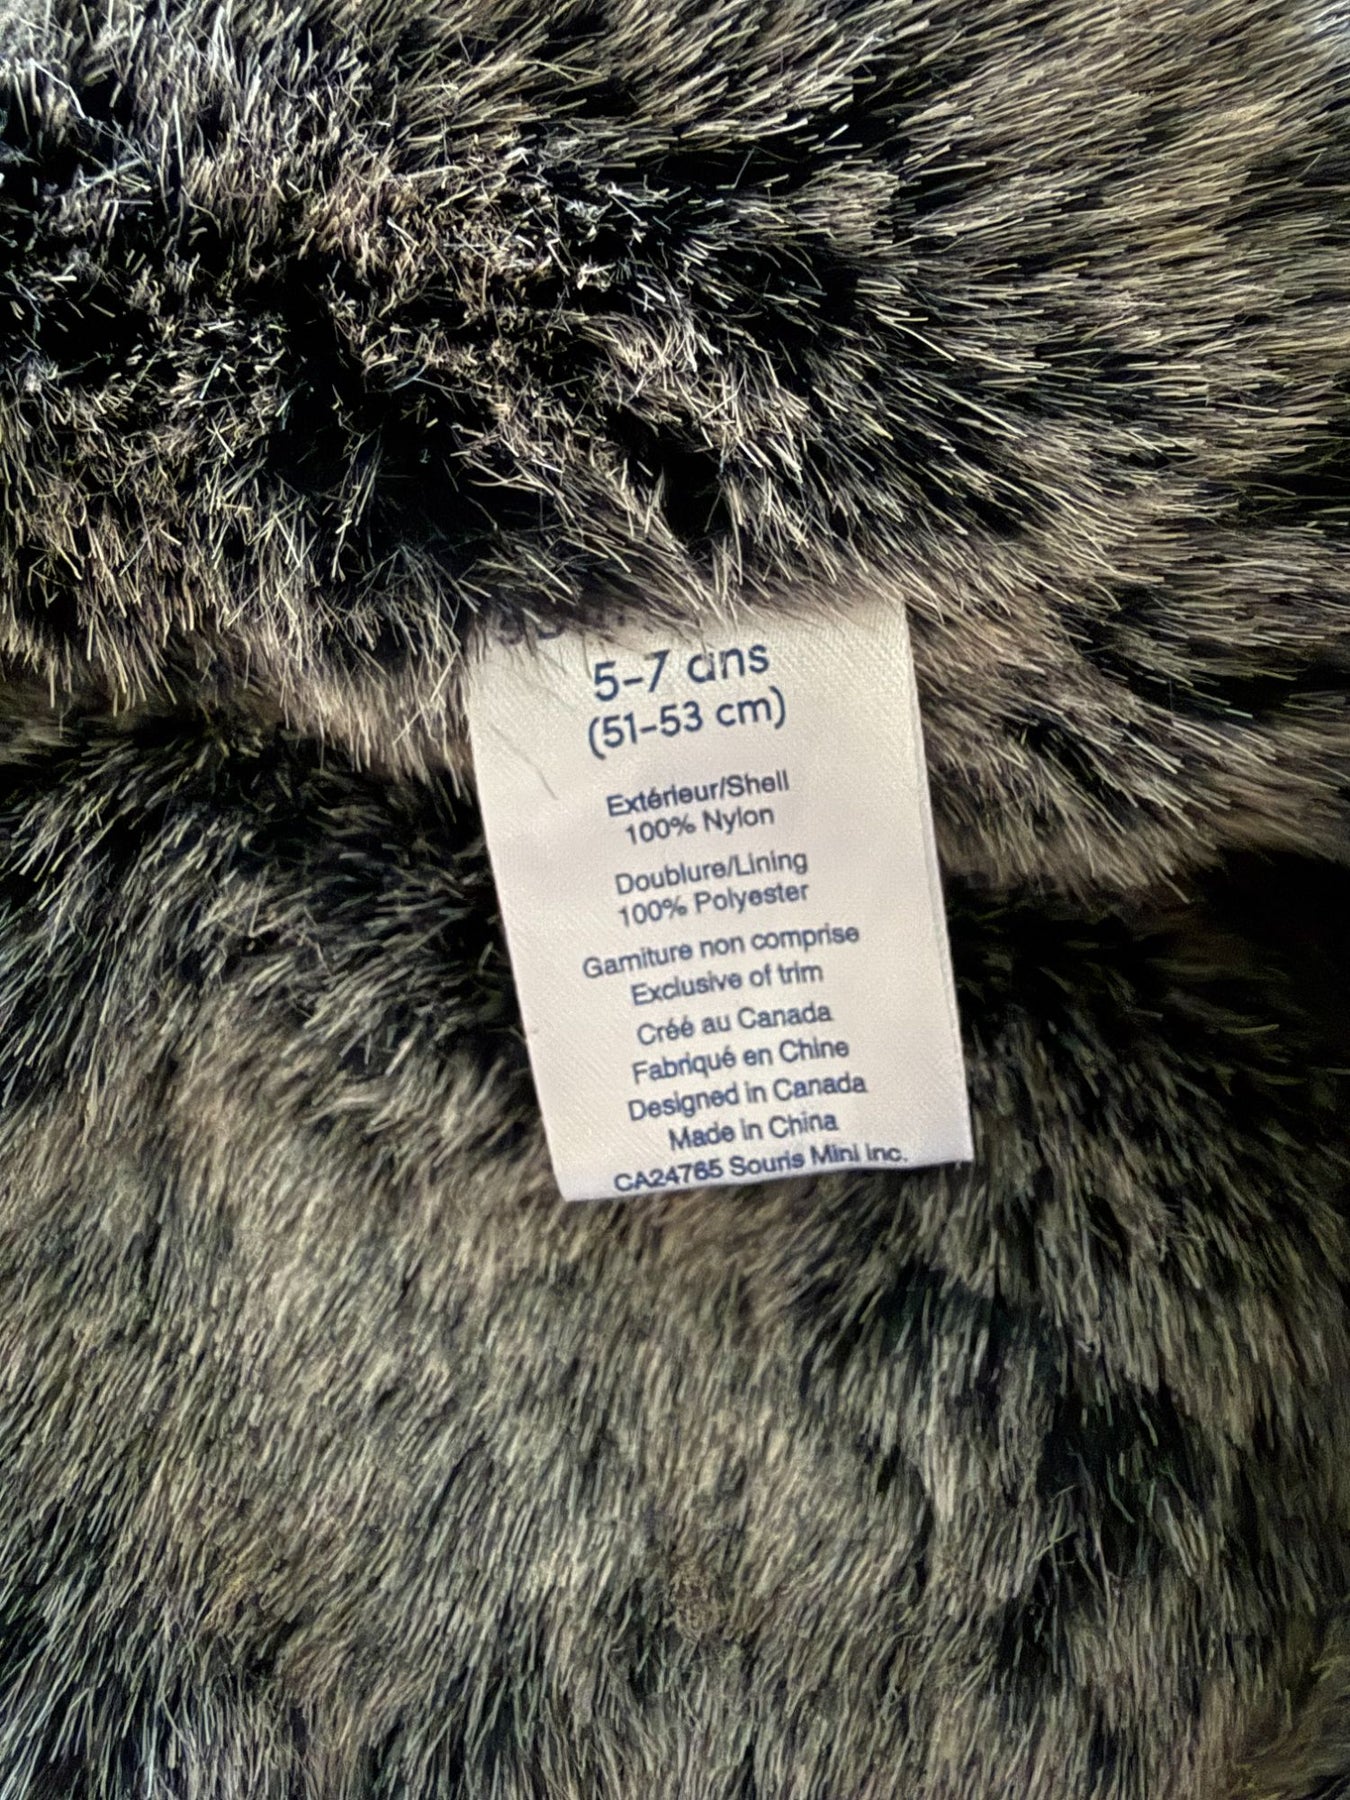 5-7 ans
(51-53 cm)
Extérieur/Shell
100% Nylon
Doublure/Lining
100% Polyester
Garniture non comprise
Exclusive of trim
Créé au Canada
Fabriqué en Chine
Designed in Canada
Made in China
CA24765 Souris Mini inc.